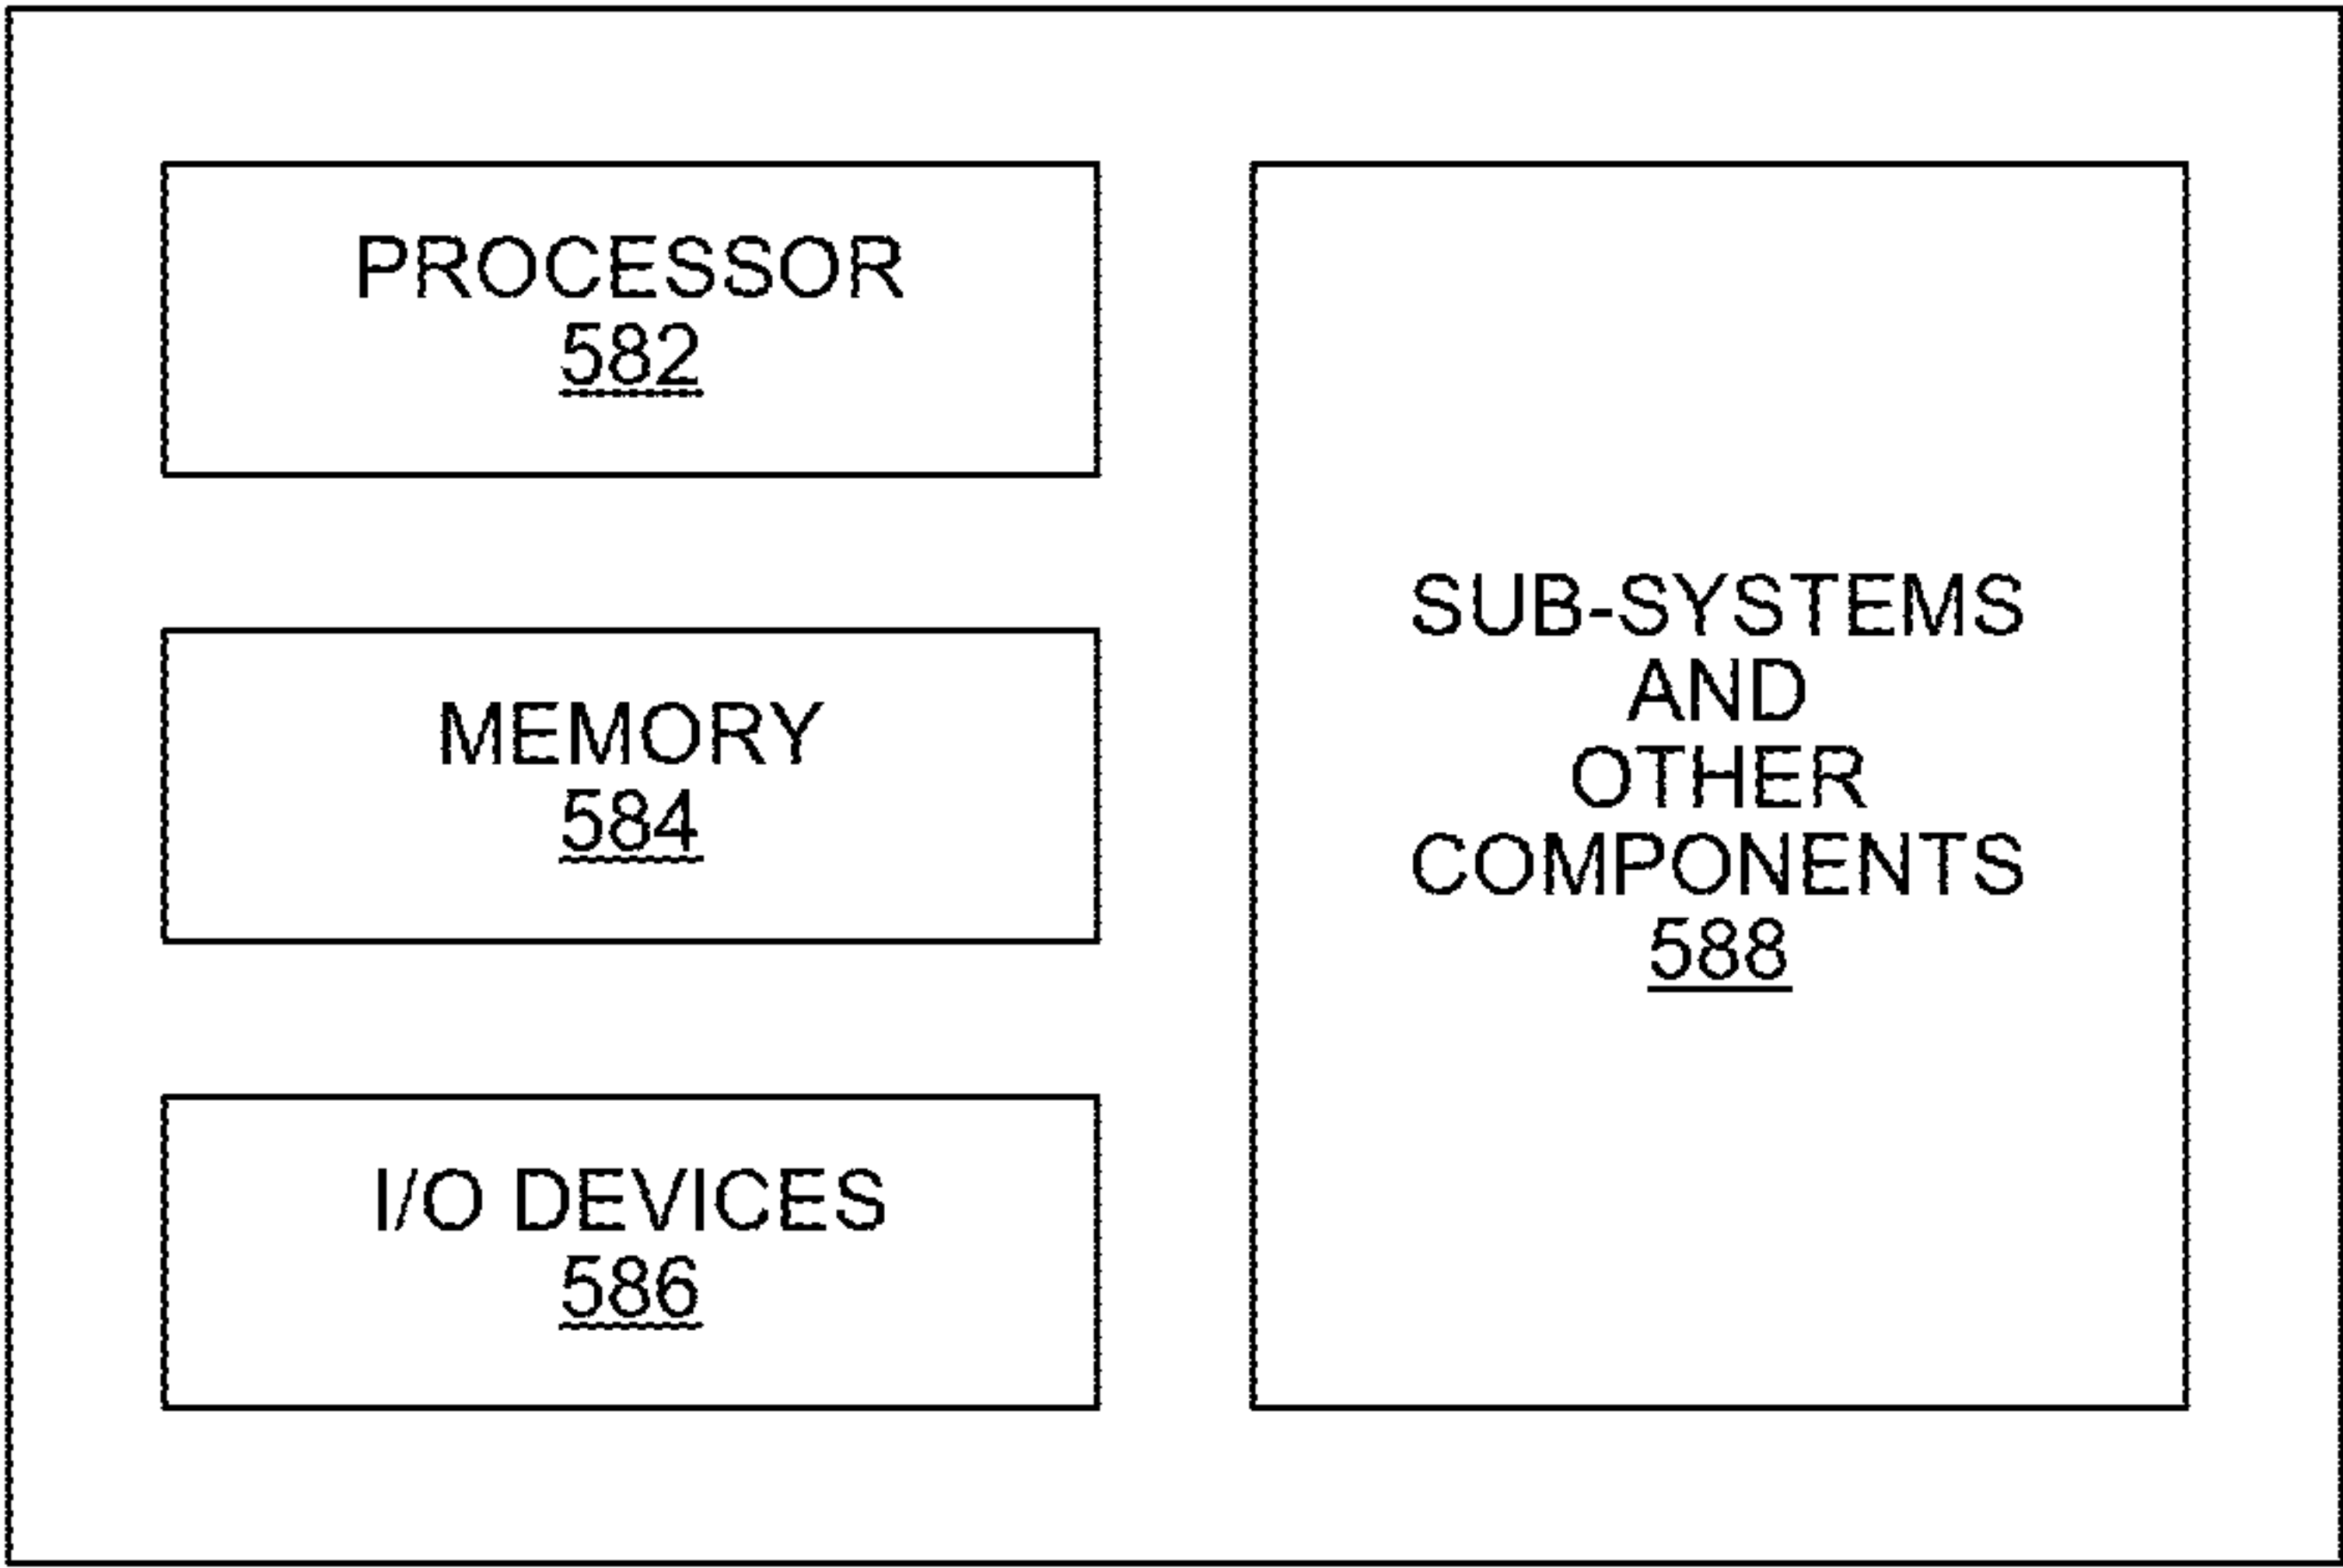 PROCESSOR
582
MEMORY
584
I/O DEVICES
586
SUB-SYSTEMS
AND
OTHER
COMPONENTS
588